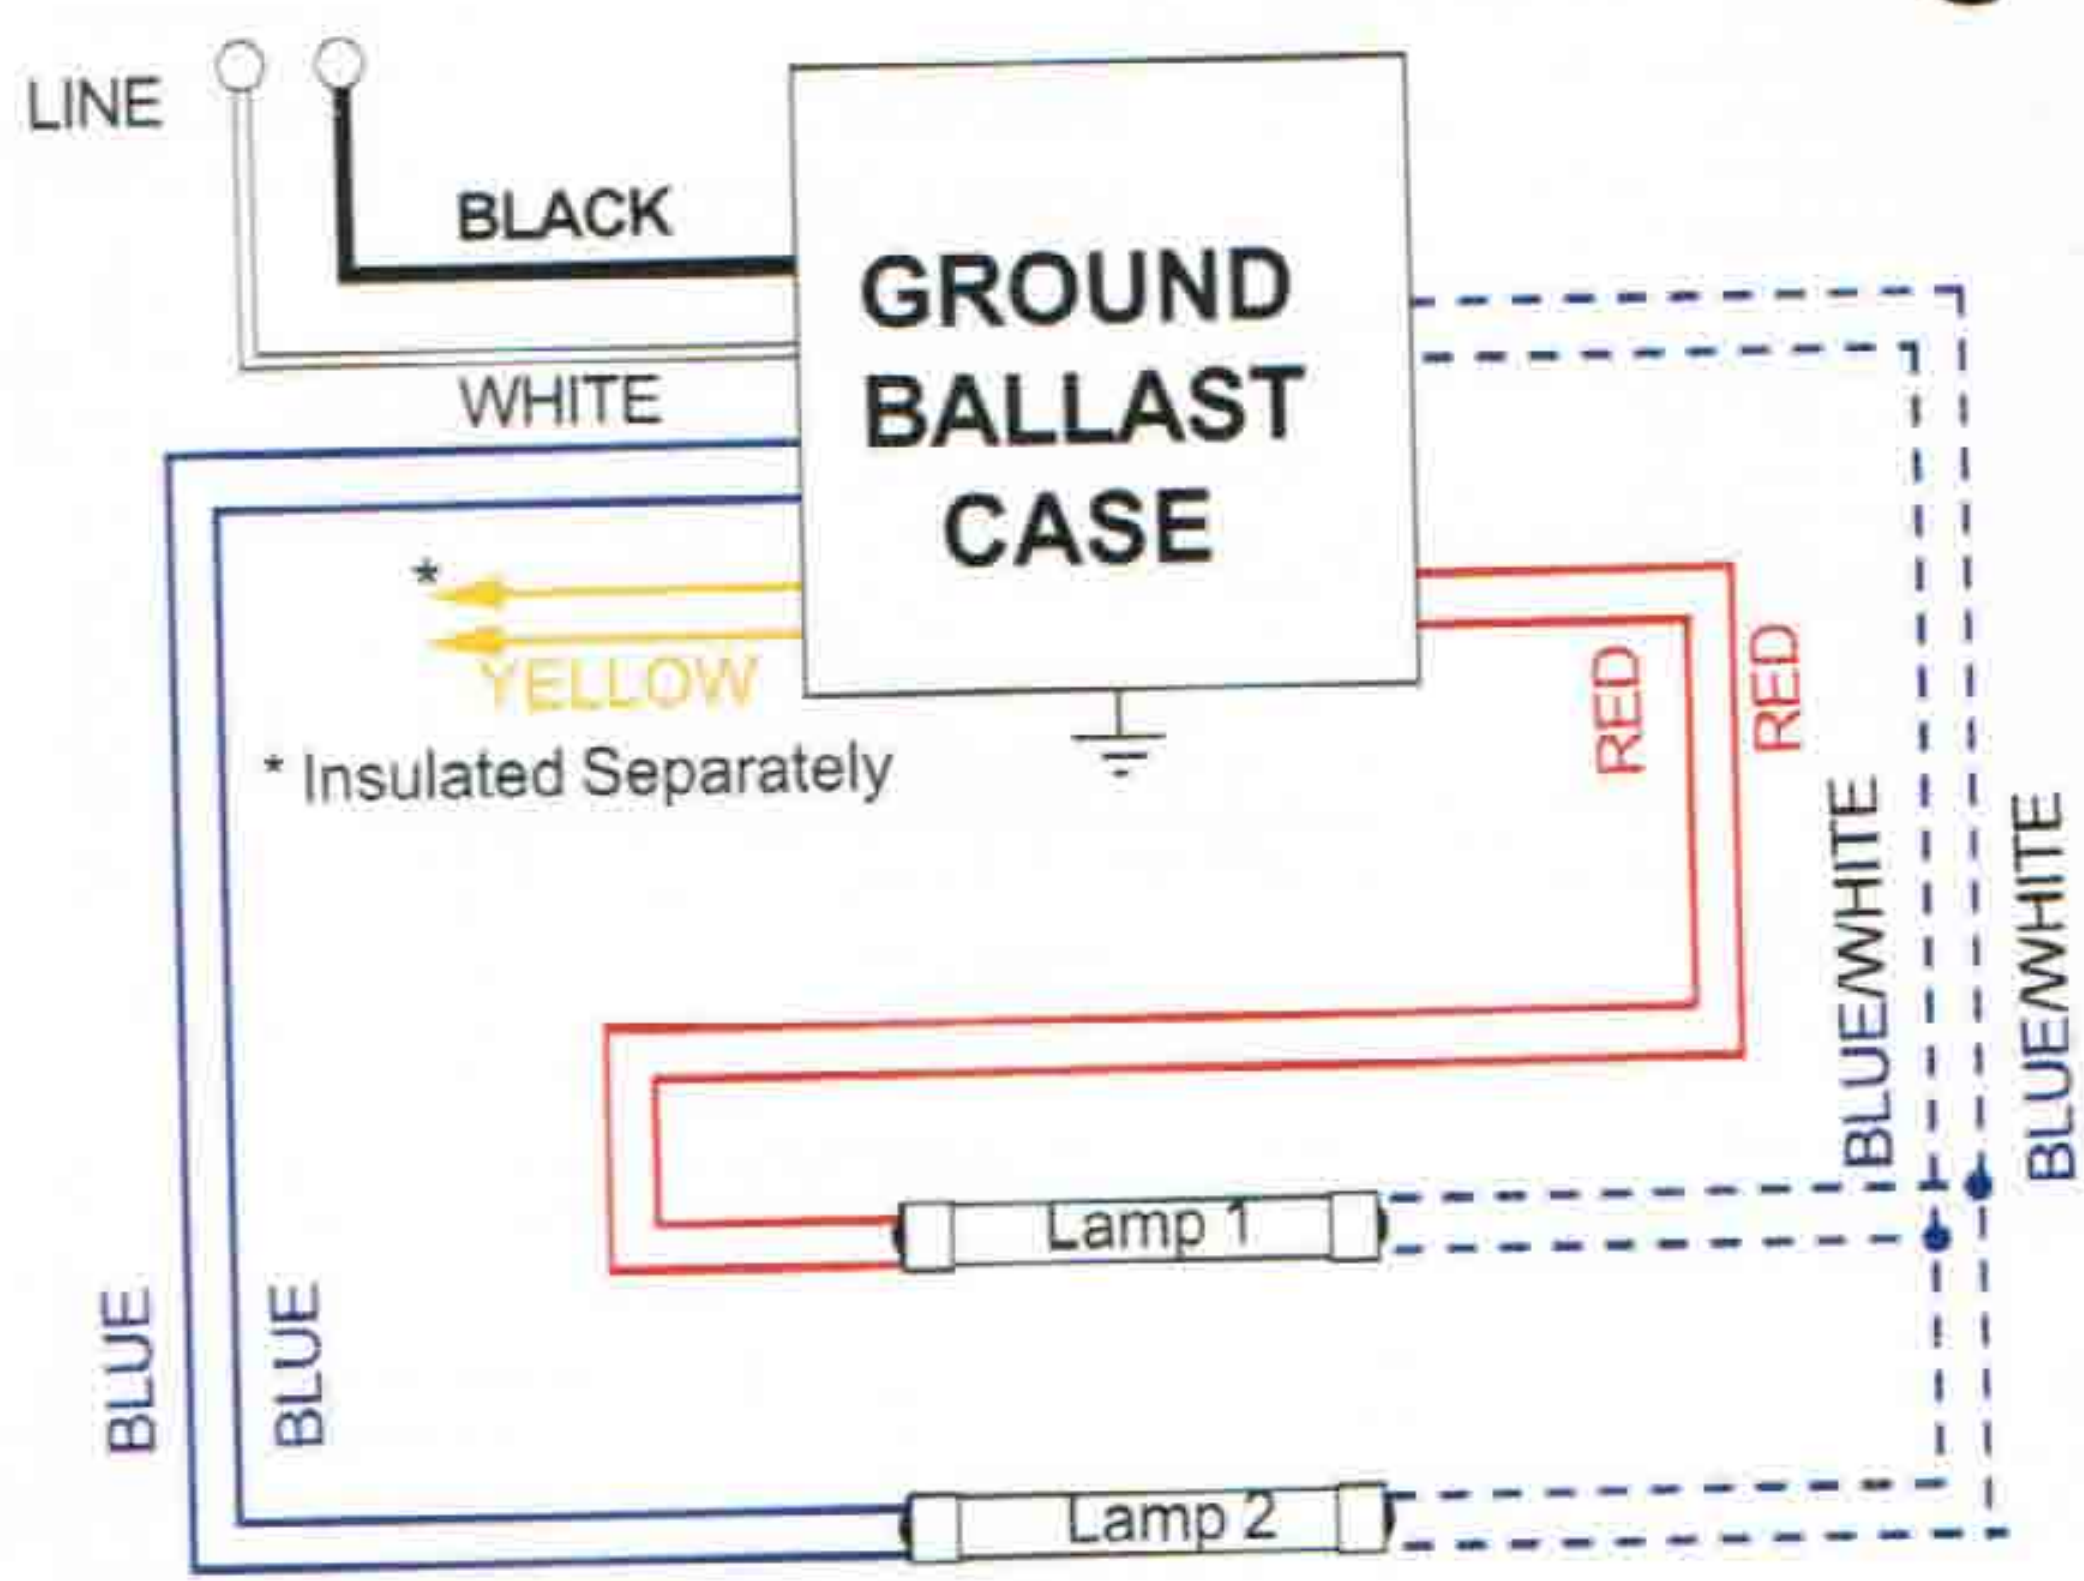 LINE
BLACK
WHITE
GROUND
BALLAST
CASE
*
YELLOW
* Insulated Separately
RED
RED
BLUE/WHITE
BLUE/WHITE
Lamp 1
BLUE
BLUE
Lamp 2